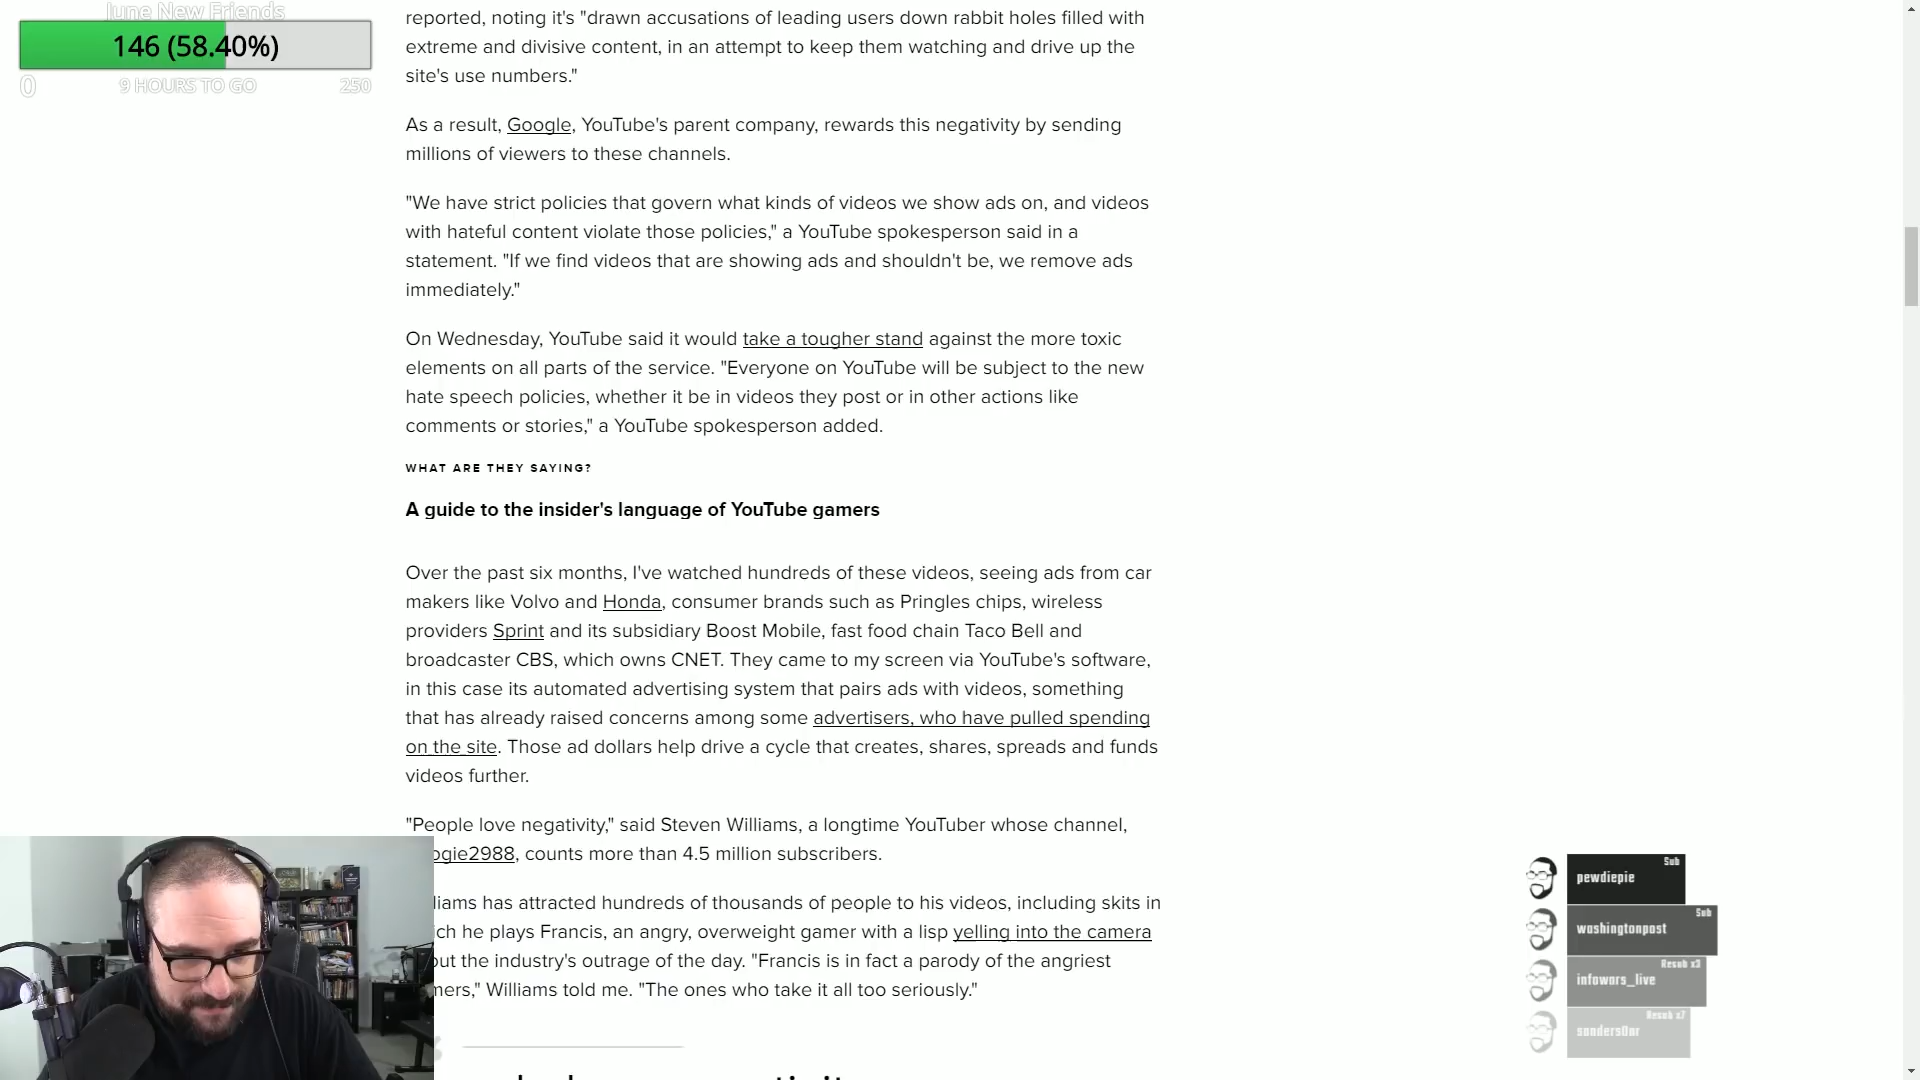 June New Friends
146 (58.40%)
0 9 HOURS TO GO 250
reported, noting it's "drawn accusations of leading users down rabbit holes filled with
extreme and divisive content, in an attempt to keep them watching and drive up the
site's use numbers."
As a result, Google, YouTube's parent company, rewards this negativity by sending
millions of viewers to these channels.
"We have strict policies that govern what kinds of videos we show ads on, and videos
with hateful content violate those policies," a YouTube spokesperson said in a
statement. "If we find videos that are showing ads and shouldn't be, we remove ads
immediately."
On Wednesday, YouTube said it would take a tougher stand against the more toxic
elements on all parts of the service. "Everyone on YouTube will be subject to the new
hate speech policies, whether it be in videos they post or in other actions like
comments or stories," a YouTube spokesperson added.
WHAT ARE THEY SAYING?
A guide to the insider's language of YouTube gamers
Over the past six months, I've watched hundreds of these videos, seeing ads from car
makers like Volvo and Honda, consumer brands such as Pringles chips, wireless
providers Sprint and its subsidiary Boost Mobile, fast food chain Taco Bell and
broadcaster CBS, which owns CNET. They came to my screen via YouTube's software,
in this case its automated advertising system that pairs ads with videos, something
that has already raised concerns among some advertisers, who have pulled spending
on the site. Those ad dollars help drive a cycle that creates, shares, spreads and funds
videos further.
"People love negativity," said Steven Williams, a longtime YouTuber whose channel,
ogie2988, counts more than 4.5 million subscribers.
liams has attracted hundreds of thousands of people to his videos, including skits in
ich he plays Francis, an angry, overweight gamer with a lisp yelling into the camera
out the industry's outrage of the day. "Francis is in fact a parody of the angriest
mers," Williams told me. "The ones who take it all too seriously."
Sub
pewdiepie
Sub
washingtonpost
Resub x3
infowars_live
Resub x7